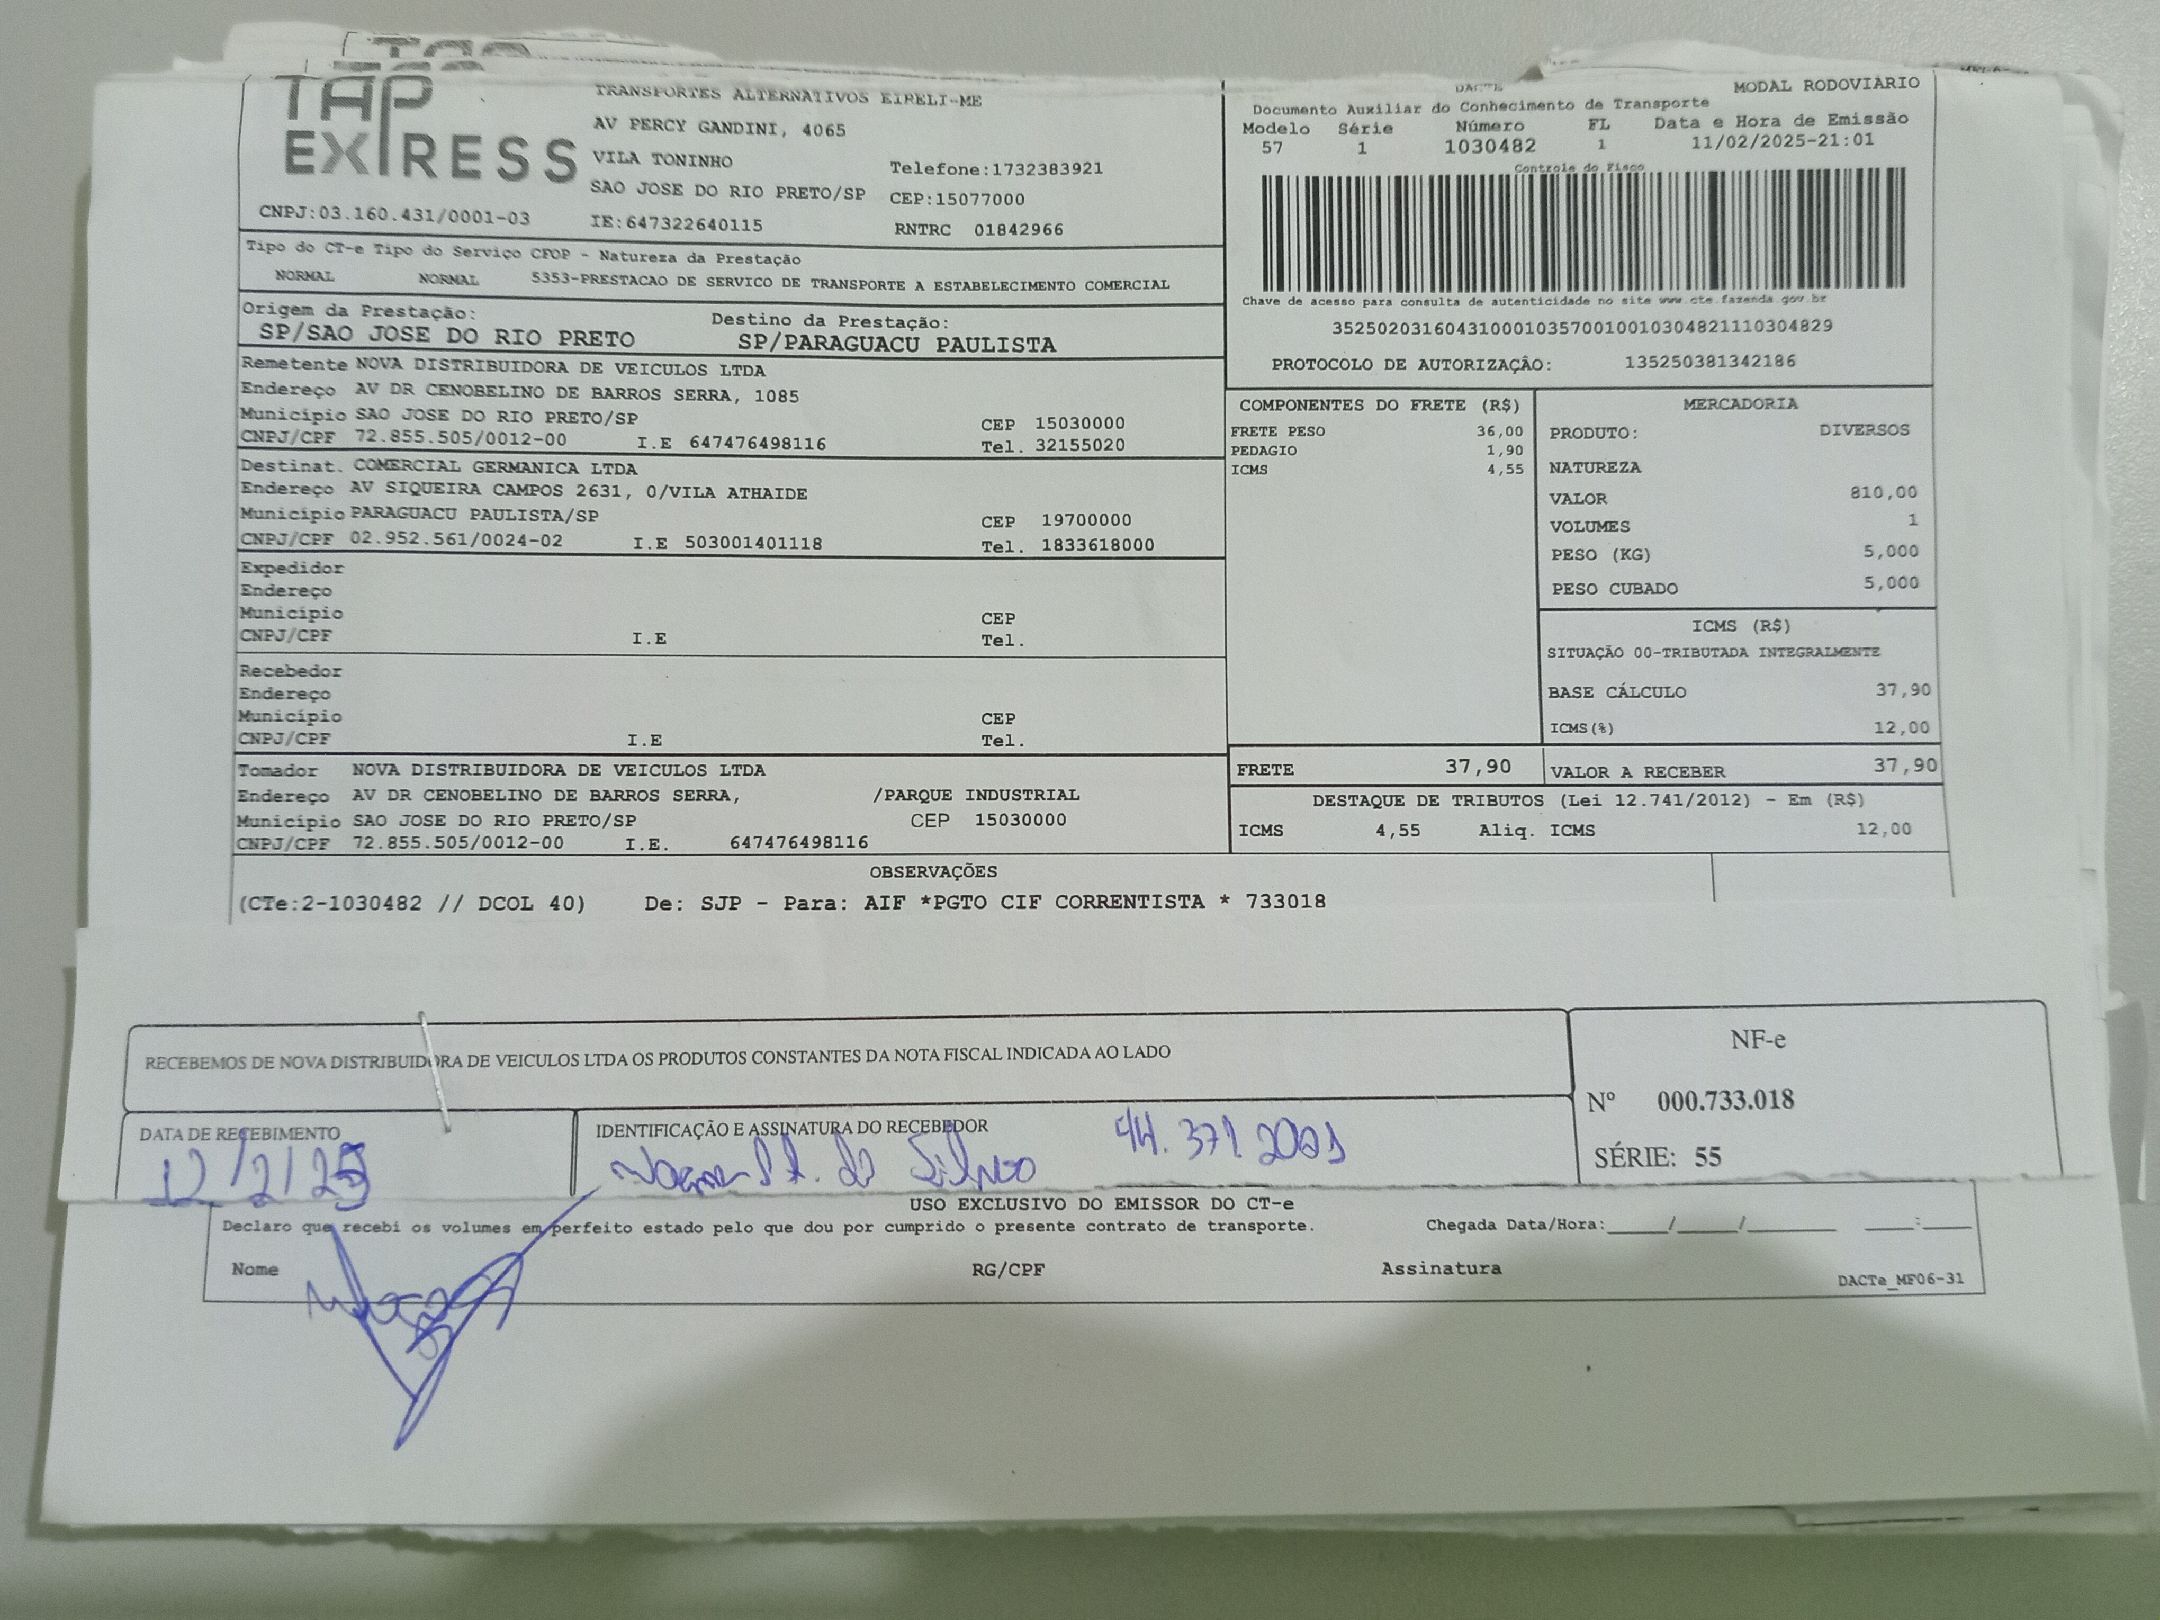 TAP EXPRESS
TRANSPORTES ALTERNATIVOS EIRELI-ME
AV PERCY GANDINI, 4065
VILA TONINHO Telefone:1732383921
SAO JOSE DO RIO PRETO/SP CEP:15077000
CNPJ:03.160.431/0001-03 IE:647322640115 RNTRC 01842966
DACTE MODAL RODOVIÁRIO
Documento Auxiliar do Conhecimento de Transporte
Modelo Série Número FL Data e Hora de Emissão
57 1 1030482 1 11/02/2025-21:01
Controle do Fisco
Chave de acesso para consulta de autenticidade no site www.cte.fazenda.gov.br
35250203160431000103570010010304821110304829
PROTOCOLO DE AUTORIZAÇÂO: 135250381342186
Tipo do CT-e Tipo do Serviço CFOP - Natureza da Prestação
NORMAL NORMAL 5353-PRESTACAO DE SERVICO DE TRANSPORTE A ESTABELECIMENTO COMERCIAL
Origem da Prestação: Destino da Prestação:
SP/SAO JOSE DO RIO PRETO SP/PARAGUACU PAULISTA
Remetente NOVA DISTRIBUIDORA DE VEICULOS LTDA
Endereço AV DR CENOBELINO DE BARROS SERRA, 1085
Município SAO JOSE DO RIO PRETO/SP CEP 15030000
CNPJ/CPF 72.855.505/0012-00 I.E 647476498116 Tel. 32155020
Destinat. COMERCIAL GERMANICA LTDA
Endereço AV SIQUEIRA CAMPOS 2631, 0/VILA ATHAIDE
Município PARAGUACU PAULISTA/SP CEP 19700000
CNPJ/CPF 02.952.561/0024-02 I.E 503001401118 Tel. 1833618000
Expedidor
Endereço
Município CEP
CNPJ/CPF I.E Tel.
Recebedor
Endereço
Município CEP
CNPJ/CPF I.E Tel.
Tomador NOVA DISTRIBUIDORA DE VEICULOS LTDA
Endereço AV DR CENOBELINO DE BARROS SERRA, /PARQUE INDUSTRIAL
Município SAO JOSE DO RIO PRETO/SP CEP 15030000
CNPJ/CPF 72.855.505/0012-00 I.E. 647476498116
COMPONENTES DO FRETE (R$)
FRETE PESO 36,00
PEDAGIO 1,90
ICMS 4,55
MERCADORIA
PRODUTO: DIVERSOS
NATUREZA
VALOR 810,00
VOLUMES 1
PESO (KG) 5,000
PESO CUBADO 5,000
ICMS (R$)
SITUAÇÃO 00-TRIBUTADA INTEGRALMENTE
BASE CÁLCULO 37,90
ICMS(%) 12,00
FRETE 37,90 VALOR A RECEBER 37,90
DESTAQUE DE TRIBUTOS (Lei 12.741/2012) - Em (R$)
ICMS 4,55 Aliq. ICMS 12,00
OBSERVAÇÕES
(CTe:2-1030482 // DCOL 40) De: SJP - Para: AIF *PGTO CIF CORRENTISTA * 733018
RECEBEMOS DE NOVA DISTRIBUIDORA DE VEICULOS LTDA OS PRODUTOS CONSTANTES DA NOTA FISCAL INDICADA AO LADO
NF-e
Nº 000.733.018
SÉRIE: 55
DATA DE RECEBIMENTO IDENTIFICAÇÃO E ASSINATURA DO RECEBEDOR
12/2/25 da Silva
USO EXCLUSIVO DO EMISSOR DO CT-e
Declaro que recebi os volumes em perfeito estado pelo que dou por cumprido o presente contrato de transporte. Chegada Data/Hora:_____/_____/________ ____:____
Nome RG/CPF Assinatura
DACTe_MF06-31